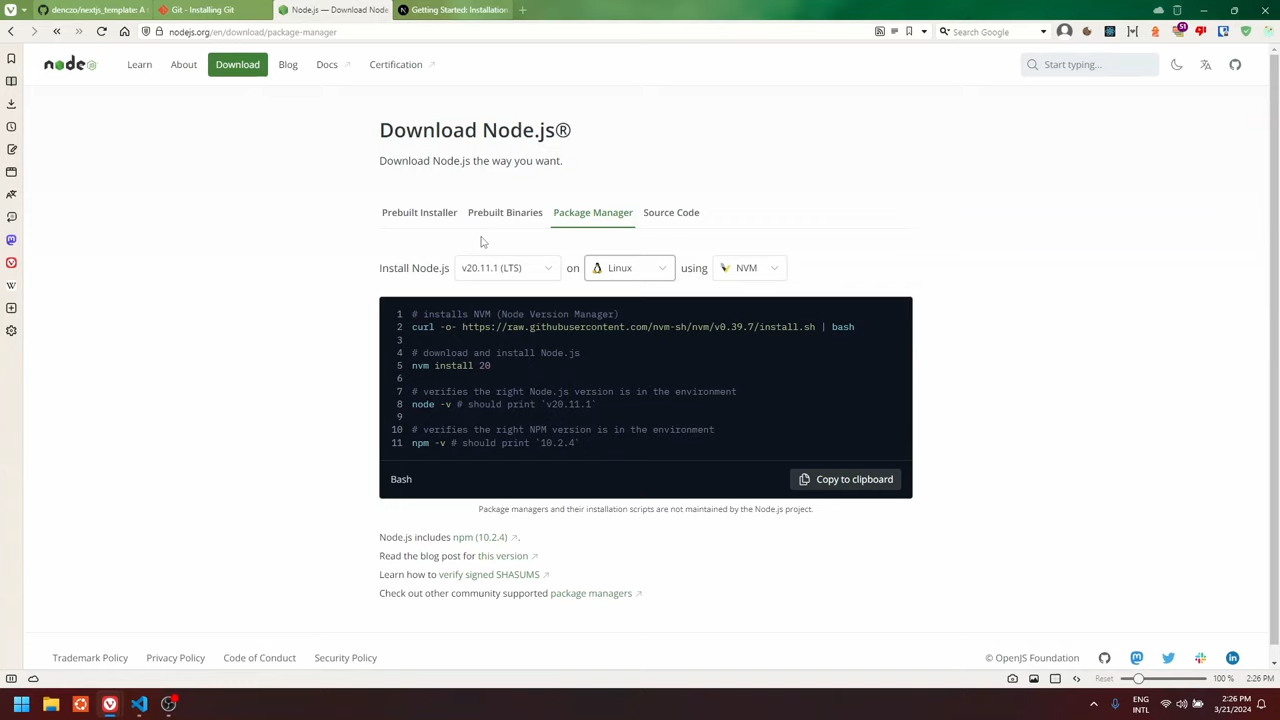 denczo/nextjs_template: A
Git - Installing Git
Node.js — Download Node
Getting Started: Installation
nodejs.org/en/download/package-manager
Search Google
51
node
Learn
About
Download
Blog
Docs
Certification
Start typing...
Download Node.js®
Download Node.js the way you want.
Prebuilt Installer
Prebuilt Binaries
Package Manager
Source Code
Install Node.js v20.11.1 (LTS) on Linux using NVM
1 # installs NVM (Node Version Manager)
2 curl -o- https://raw.githubusercontent.com/nvm-sh/nvm/v0.39.7/install.sh | bash
3
4 # download and install Node.js
5 nvm install 20
6
7 # verifies the right Node.js version is in the environment
8 node -v # should print `v20.11.1`
9
10 # verifies the right NPM version is in the environment
11 npm -v # should print `10.2.4`
Bash
Copy to clipboard
Package managers and their installation scripts are not maintained by the Node.js project.
Node.js includes npm (10.2.4) ↗.
Read the blog post for this version ↗
Learn how to verify signed SHASUMS ↗
Check out other community supported package managers ↗
Trademark Policy
Privacy Policy
Code of Conduct
Security Policy
© OpenJS Foundation
Reset
100 %
2:26 PM
ENG
INTL
2:26 PM
3/21/2024